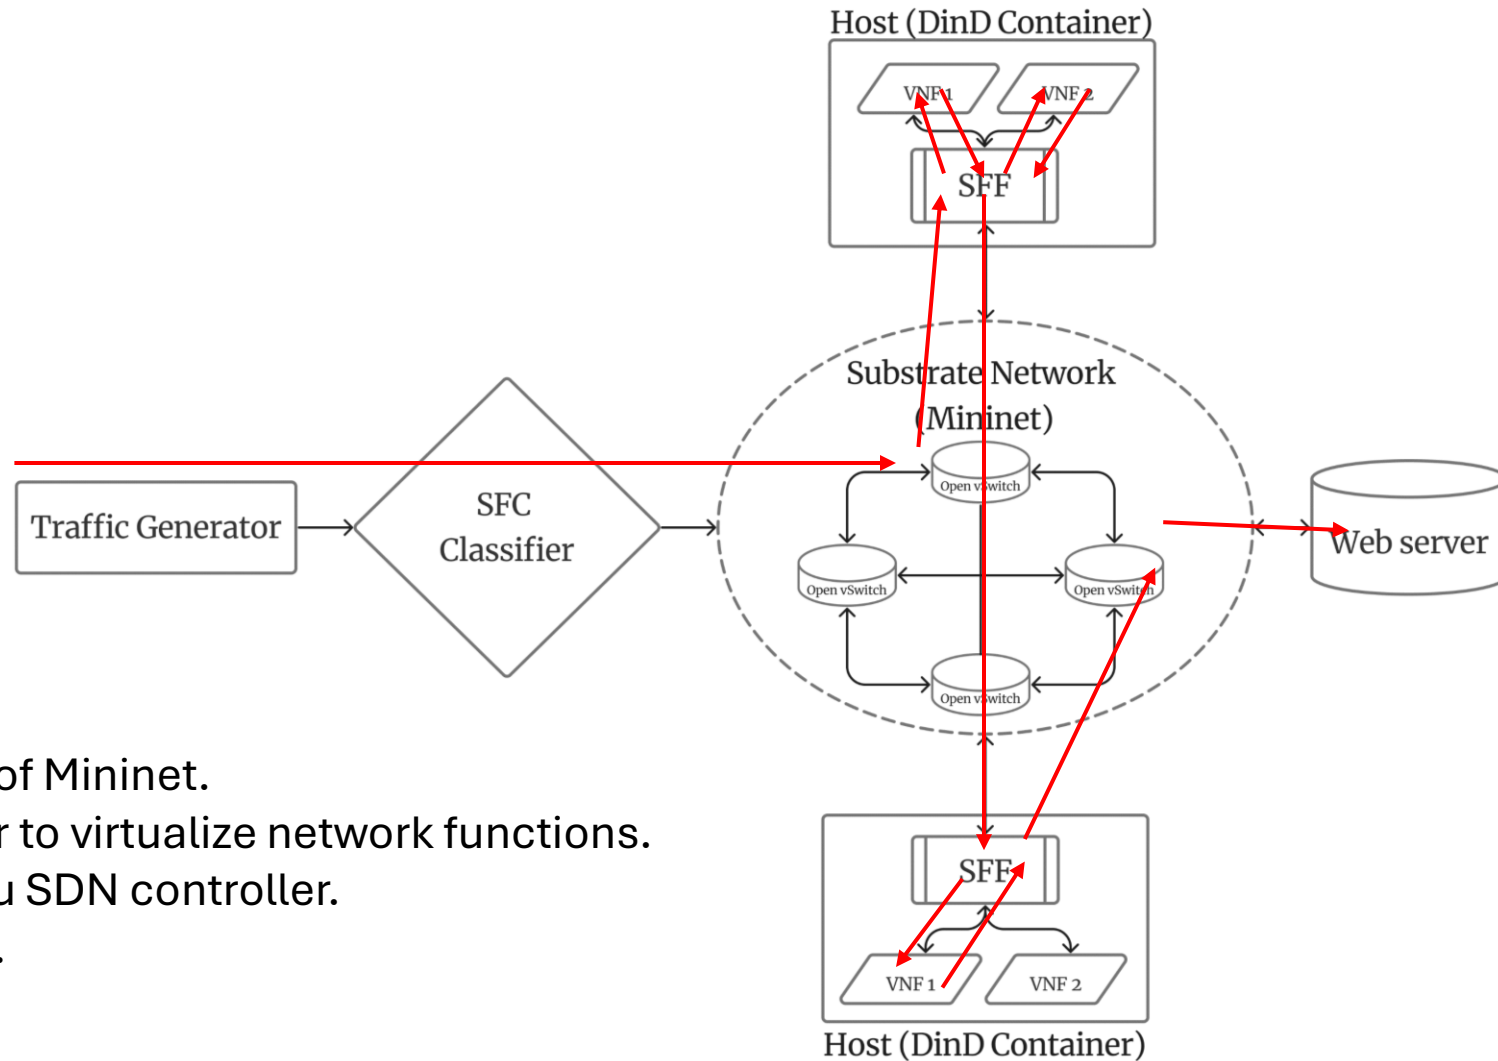 Host (DinD Container)
VNF 1
VNF 2
SFF
Substrate Network
(Mininet)
Open vSwitch
Traffic Generator
SFC
Classifier
Open vSwitch
Open vSwitch
Web server
Open vSwitch
of Mininet.
r to virtualize network functions.
u SDN controller.
.
SFF
VNF 1
VNF 2
Host (DinD Container)